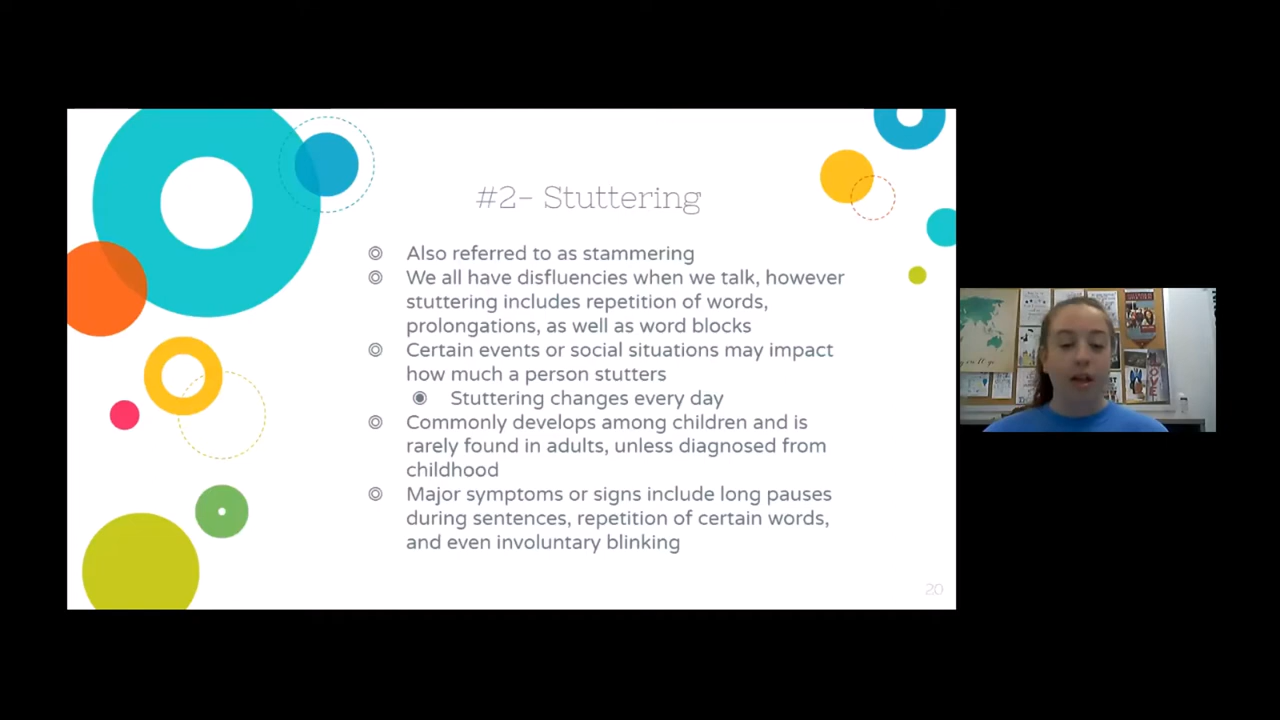 #2- Stuttering
Also referred to as stammering
We all have disfluencies when we talk, however
stuttering includes repetition of words,
prolongations, as well as word blocks
Certain events or social situations may impact
how much a person stutters
Stuttering changes every day
Commonly develops among children and is
rarely found in adults, unless diagnosed from
childhood
Major symptoms or signs include long pauses
during sentences, repetition of certain words,
and even involuntary blinking
20